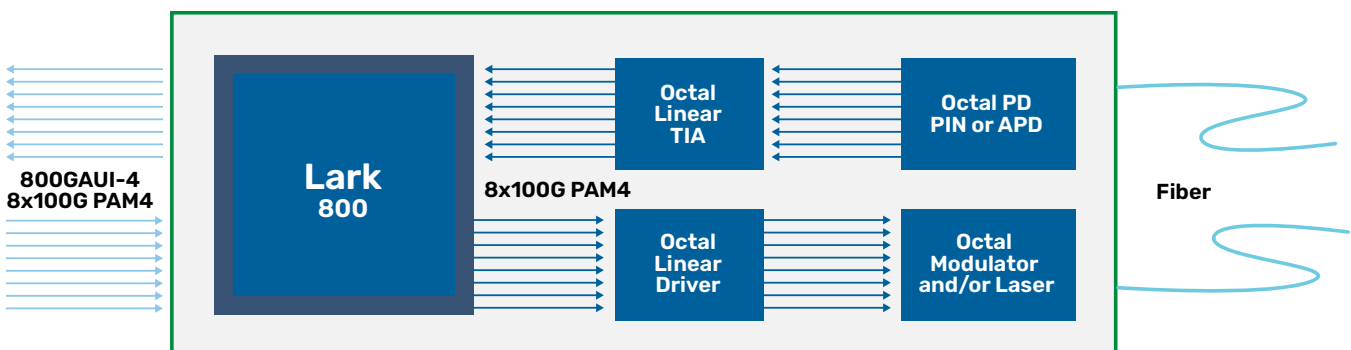 800GAUI-4
8x100G PAM4
Lark
800
8x100G PAM4
Octal
Linear
TIA
Octal PD
PIN or APD
Octal
Linear
Driver
Octal
Modulator
and/or Laser
Fiber